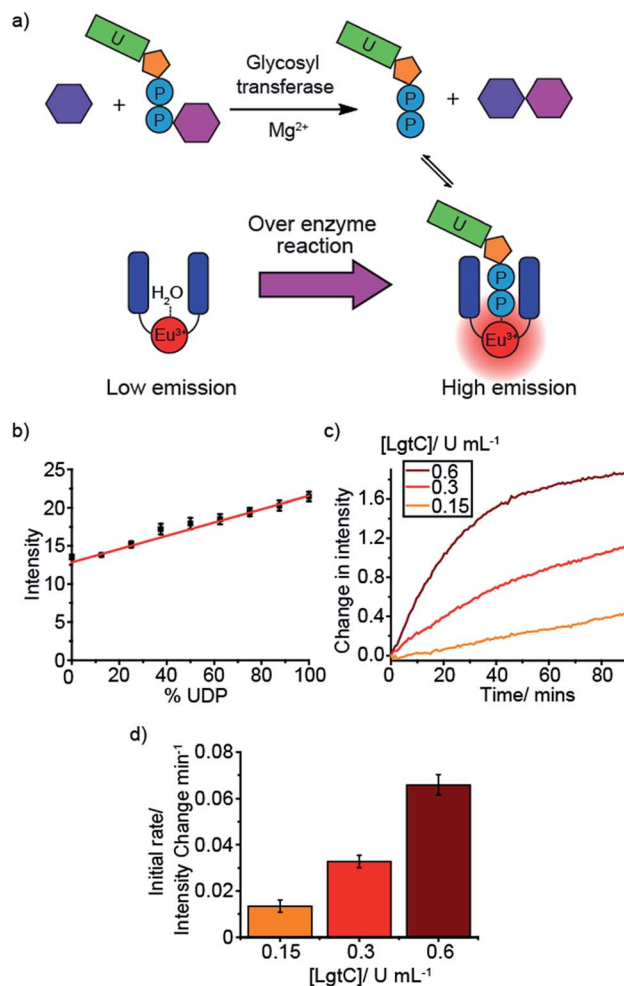 a)
U
P
P
+
Glycosyl
transferase
Mg²⁺
U
P
P
+
Over enzyme
reaction
H₂O
Eu³⁺
Low emission
U
P
P
Eu³⁺
High emission
b)
Intensity
25
20
15
10
5
0
0 25 50 75 100
% UDP
c)
[LgtC]/ U mL⁻¹
0.6
0.3
0.15
Change in intensity
1.6
1.2
0.8
0.4
0.0
0 20 40 60 80
Time/ mins
d)
Initial rate/
Intensity Change min⁻¹
0.08
0.06
0.04
0.02
0
0.15 0.3 0.6
[LgtC]/ U mL⁻¹